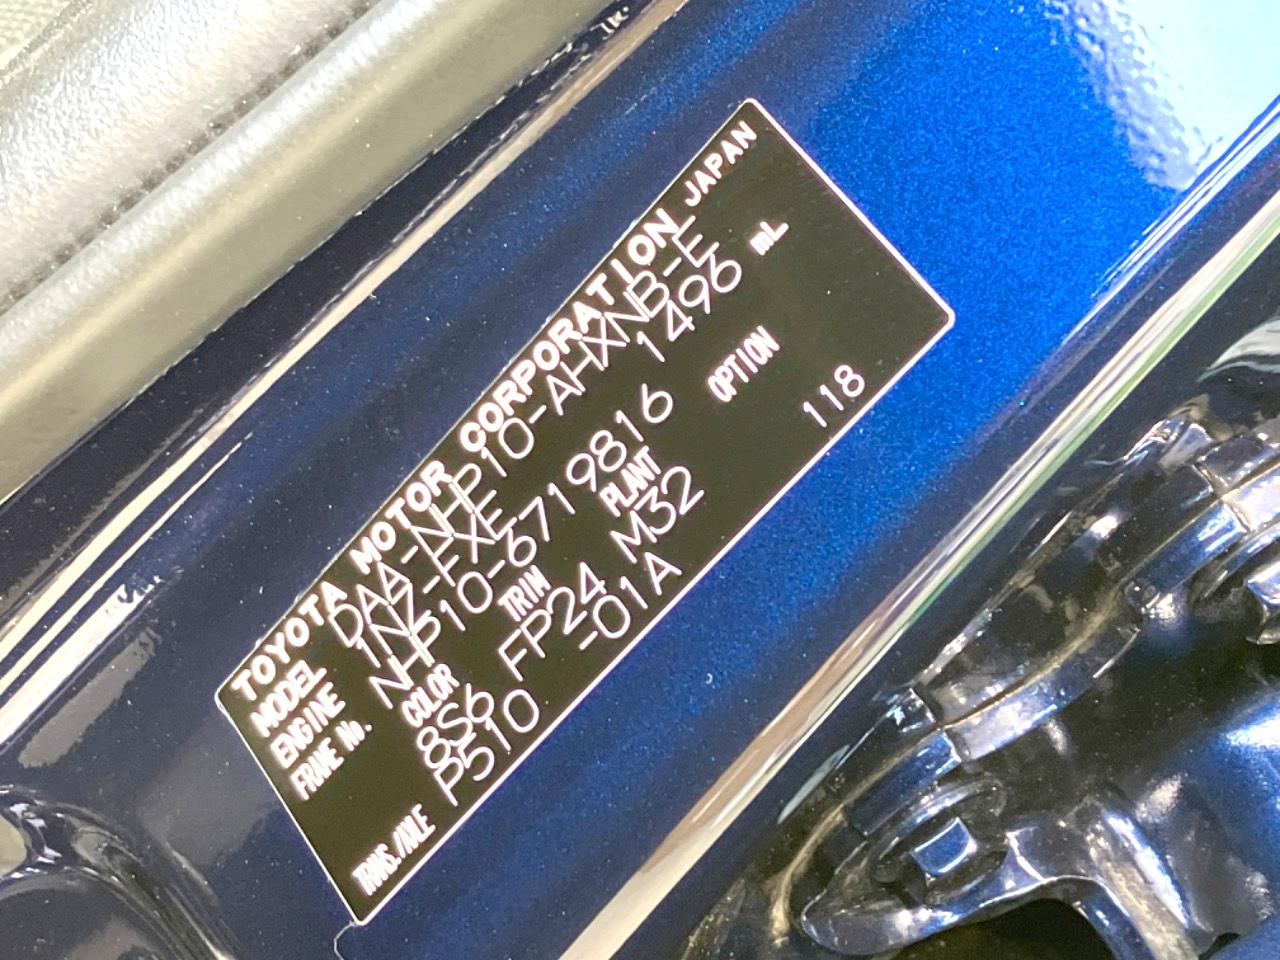 TOYOTA MOTOR CORPORATION JAPAN
MODEL DAA-NHP10-AHXNB-E
ENGINE 1NZ-FXE 1496 mL
FRAME No. NHP10-6719816
COLOR TRIM PLANT OPTION
8S6 FP24 M32 118
TRANS./AXLE P510 -01A